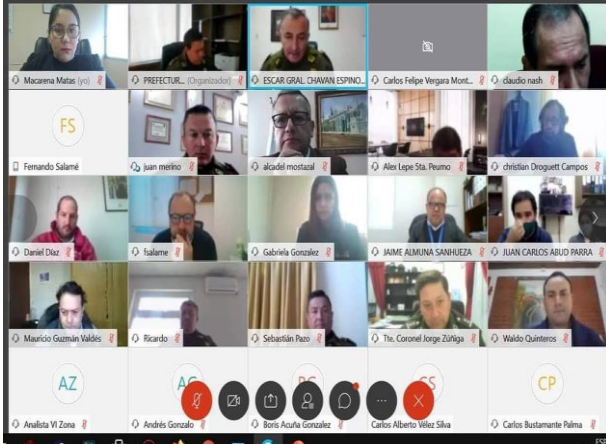 Macarena Matas (yo)
PREFECTUR... (Organizador)
ESCAR GRAL. CHAVAN ESPINO...
Carlos Felipe Vergara Mont...
claudio nash
FS
Fernando Salamé
juan merino
alcadel mostazal
Alex Lepe Sta. Peumo
christian Droguett Campos
Daniel Díaz
fsalame
Gabriela Gonzalez
JAIME ALMUNA SANHUEZA
JUAN CARLOS ABUD PARRA
Mauricio Guzmán Valdés
Ricardo
Sebastián Pazo
Tte. Coronel Jorge Zúñiga
Waldo Quinteros
AZ
CP
Analista VI Zona
Andrés Gonzalo
Boris Acuña Gonzalez
Carlos Alberto Vélez Silva
Carlos Bustamante Palma